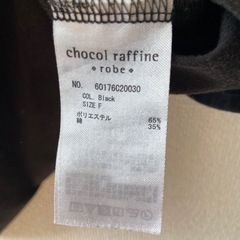 chocol raffine
robe
NO. 60176C20030
COL. Black
SIZE F
ポリエステル 65%
綿 35%